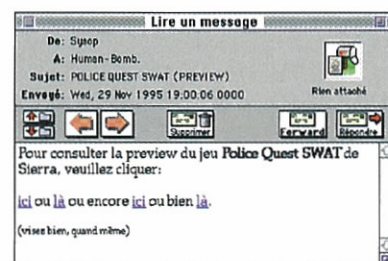 Lire un message
De: Sysop
A: Human-Bomb.
Sujet: POLICE QUEST SWAT (PREVIEW)
Envoyé: Wed, 29 Nov 1995 19:00:06 0000
Rien attaché
Supprimer Forward Répondre
Pour consulter la preview du jeu Police Quest SWAT de
Sierra, veuillez cliquer:
ici ou là ou encore ici ou bien là.
(visez bien, quand même)